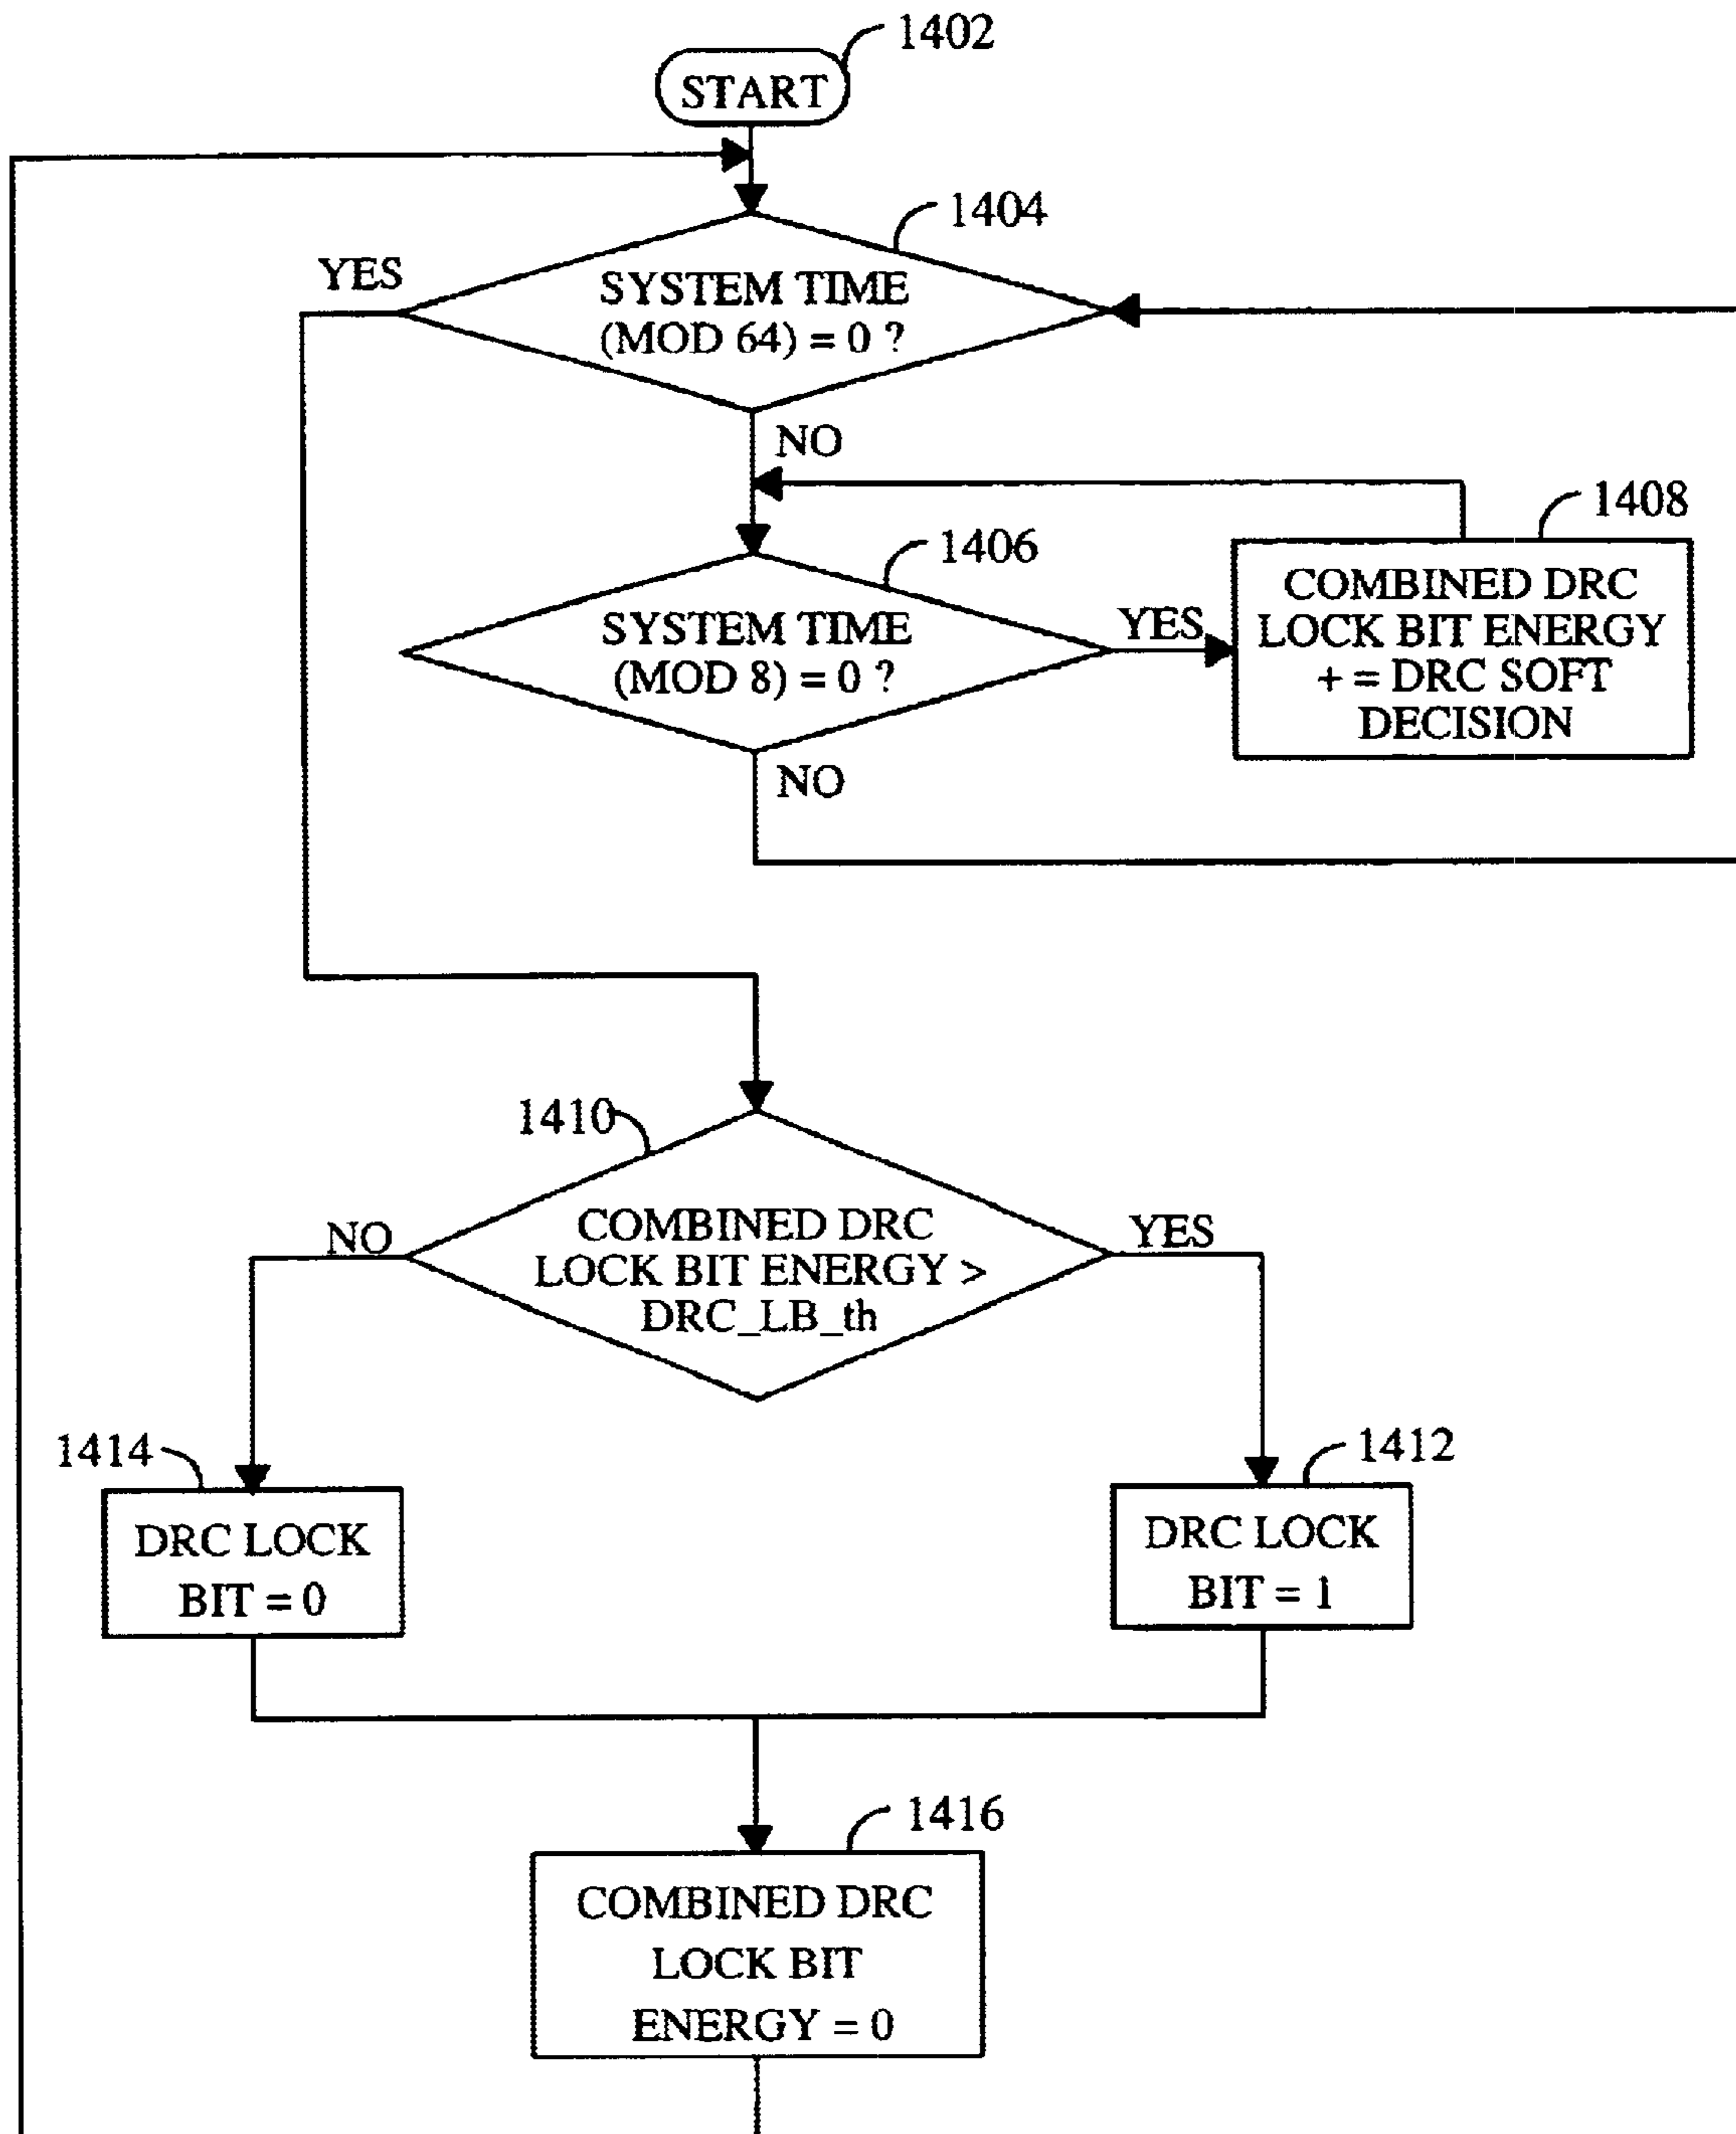 1402
START
1404
YES
SYSTEM TIME
(MOD 64) = 0 ?
NO
1408
1406
COMBINED DRC
LOCK BIT ENERGY
+ = DRC SOFT
DECISION
SYSTEM TIME
(MOD 8) = 0 ?
YES
NO
1410
COMBINED DRC
LOCK BIT ENERGY >
DRC_LB_th
NO
YES
1414
1412
DRC LOCK
BIT = 0
DRC LOCK
BIT = 1
1416
COMBINED DRC
LOCK BIT
ENERGY = 0